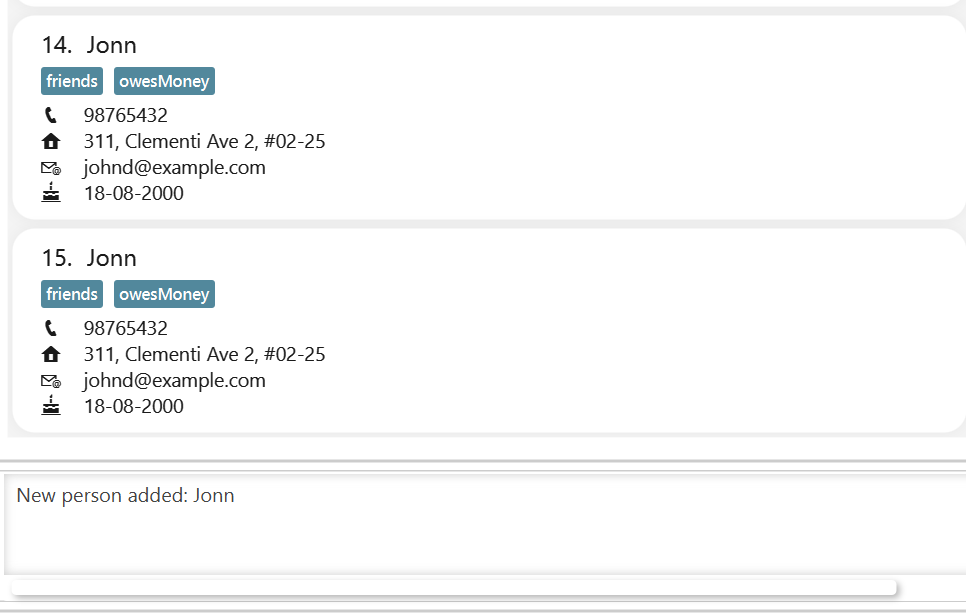 14. Jonn
friends owesMoney
98765432
311, Clementi Ave 2, #02-25
johnd@example.com
18-08-2000
15. Jonn
friends owesMoney
98765432
311, Clementi Ave 2, #02-25
johnd@example.com
18-08-2000
New person added: Jonn